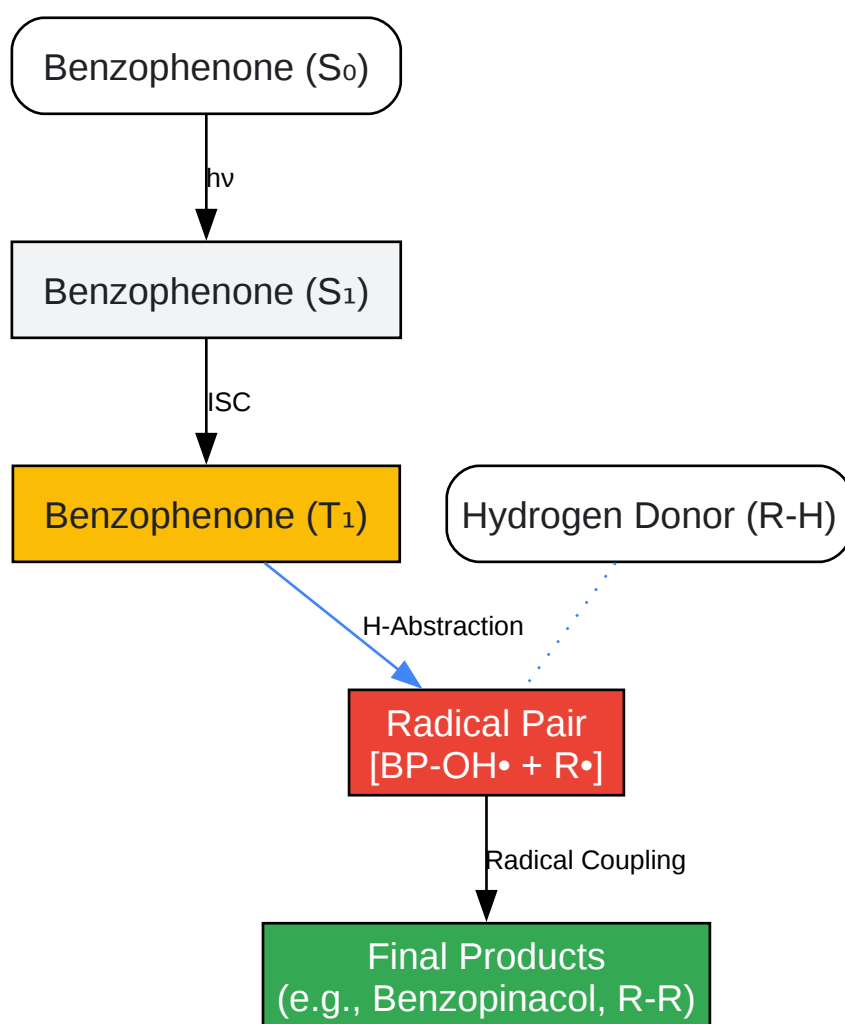 Benzophenone (S₀)
hν
Benzophenone (S₁)
ISC
Benzophenone (T₁)
Hydrogen Donor (R-H)
H-Abstraction
Radical Pair
[BP-OH• + R•]
Radical Coupling
Final Products
(e.g., Benzopinacol, R-R)